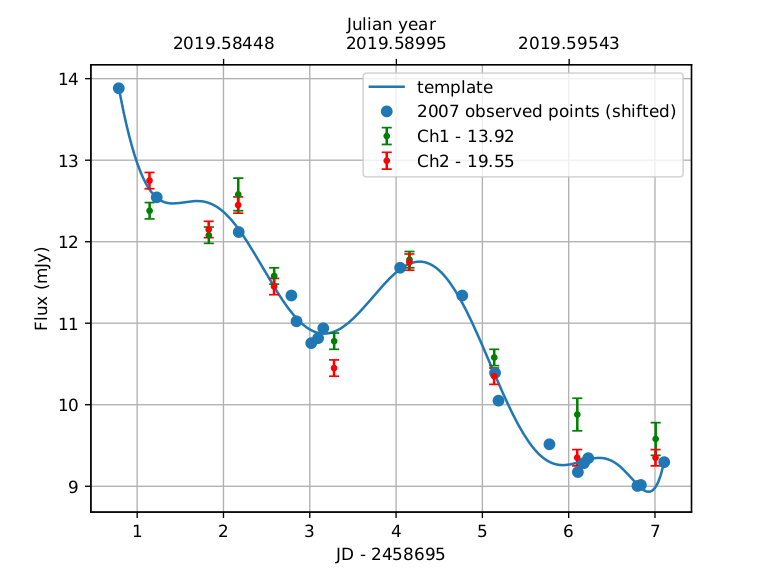 Julian year
2019.58448 2019.58995 2019.59543
template
2007 observed points (shifted)
Ch1 - 13.92
Ch2 - 19.55
Flux (mJy)
14
13
12
11
10
9
1 2 3 4 5 6 7
JD - 2458695